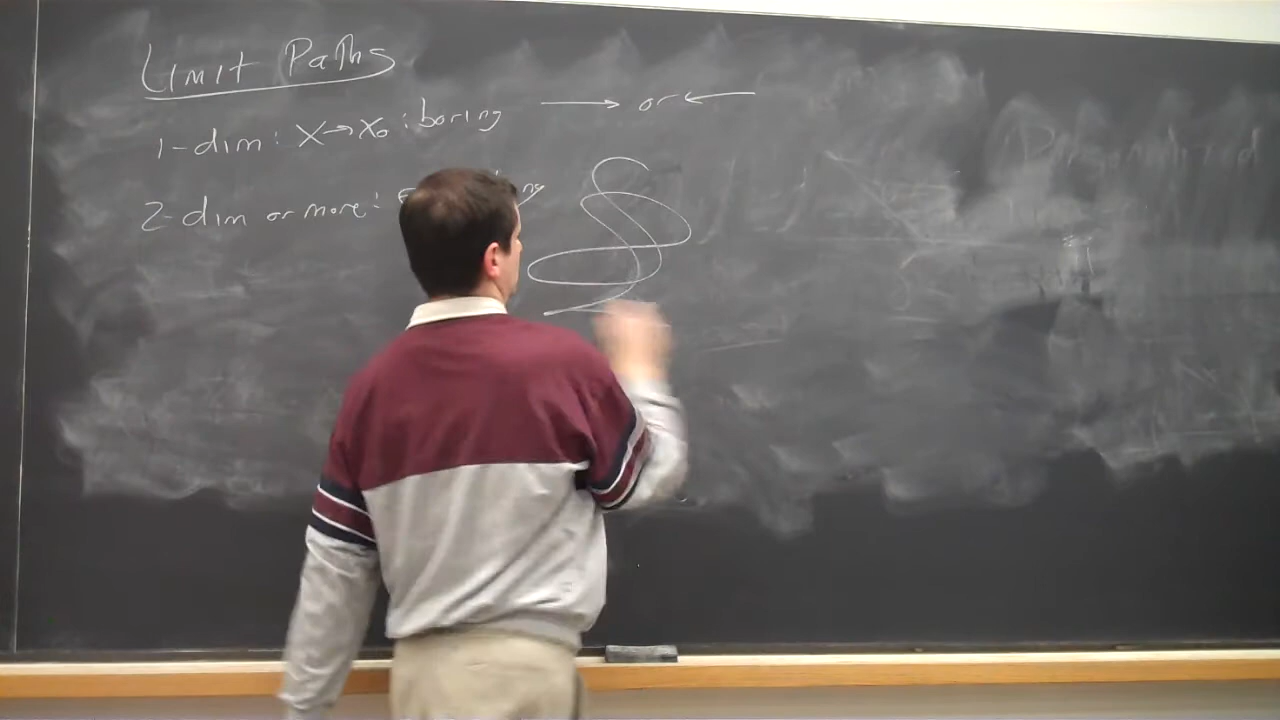 Limit Paths
1-dim: X→X₀: boring → or ←
2-dim or more: